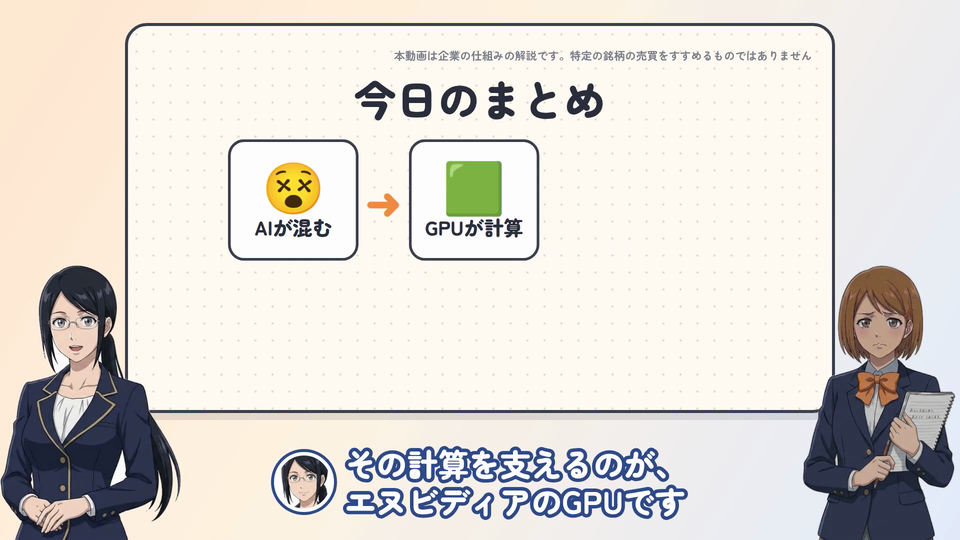 本動画は企業の仕組みの解説です。特定の銘柄の売買をすすめるものではありません
今日のまとめ
AIが混む
GPUが計算
その計算を支えるのが、
エヌビディアのGPUです